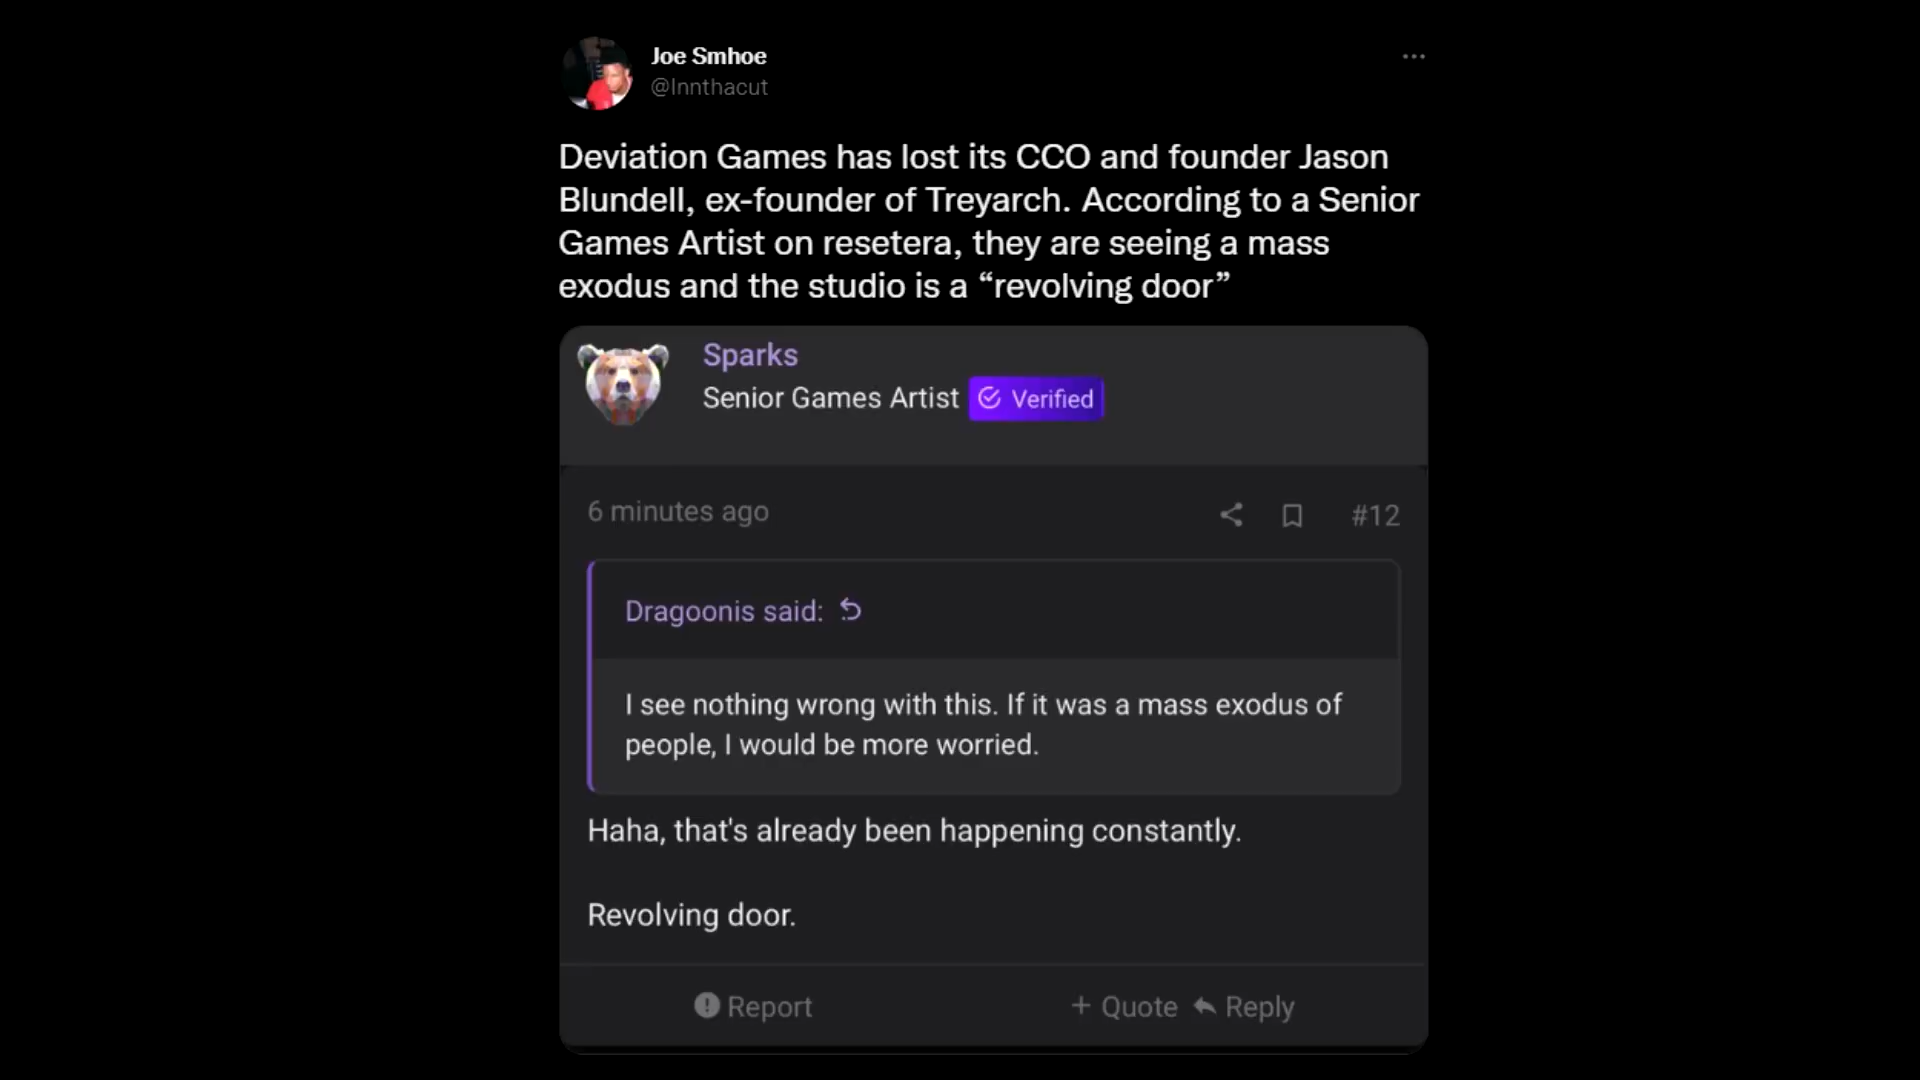 Joe Smhoe
@Innthacut
Deviation Games has lost its CCO and founder Jason
Blundell, ex-founder of Treyarch. According to a Senior
Games Artist on resetera, they are seeing a mass
exodus and the studio is a “revolving door”
Sparks
Senior Games Artist Verified
6 minutes ago #12
Dragoonis said:
I see nothing wrong with this. If it was a mass exodus of
people, I would be more worried.
Haha, that's already been happening constantly.
Revolving door.
Report + Quote Reply